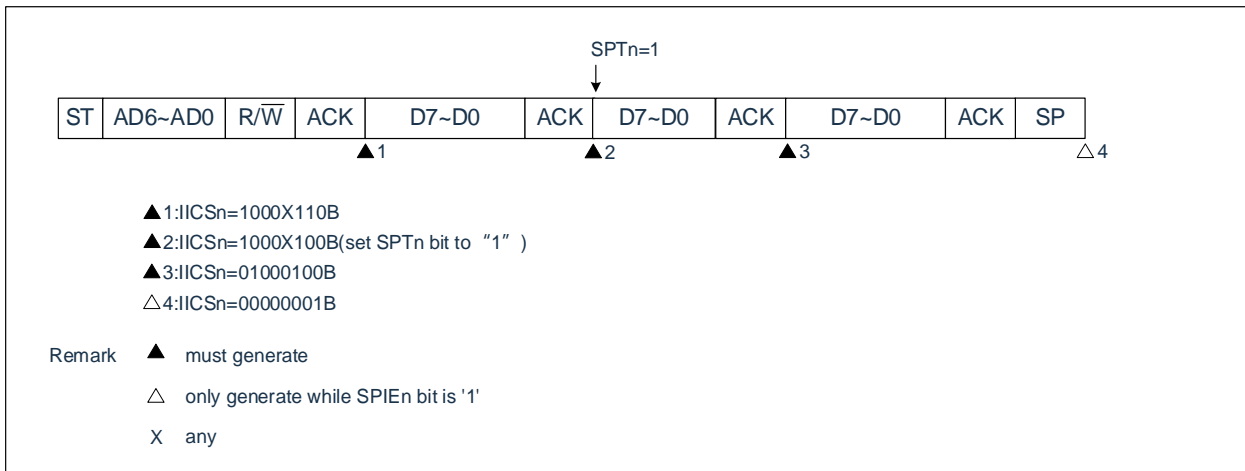 SPTn=1
ST AD6~AD0 R/W ACK D7~D0 ACK D7~D0 ACK D7~D0 ACK SP
▲1 ▲2 ▲3 △4
▲1:IICSn=1000X110B
▲2:IICSn=1000X100B(set SPTn bit to “1” )
▲3:IICSn=01000100B
△4:IICSn=00000001B
Remark ▲ must generate
△ only generate while SPIEn bit is '1'
X any